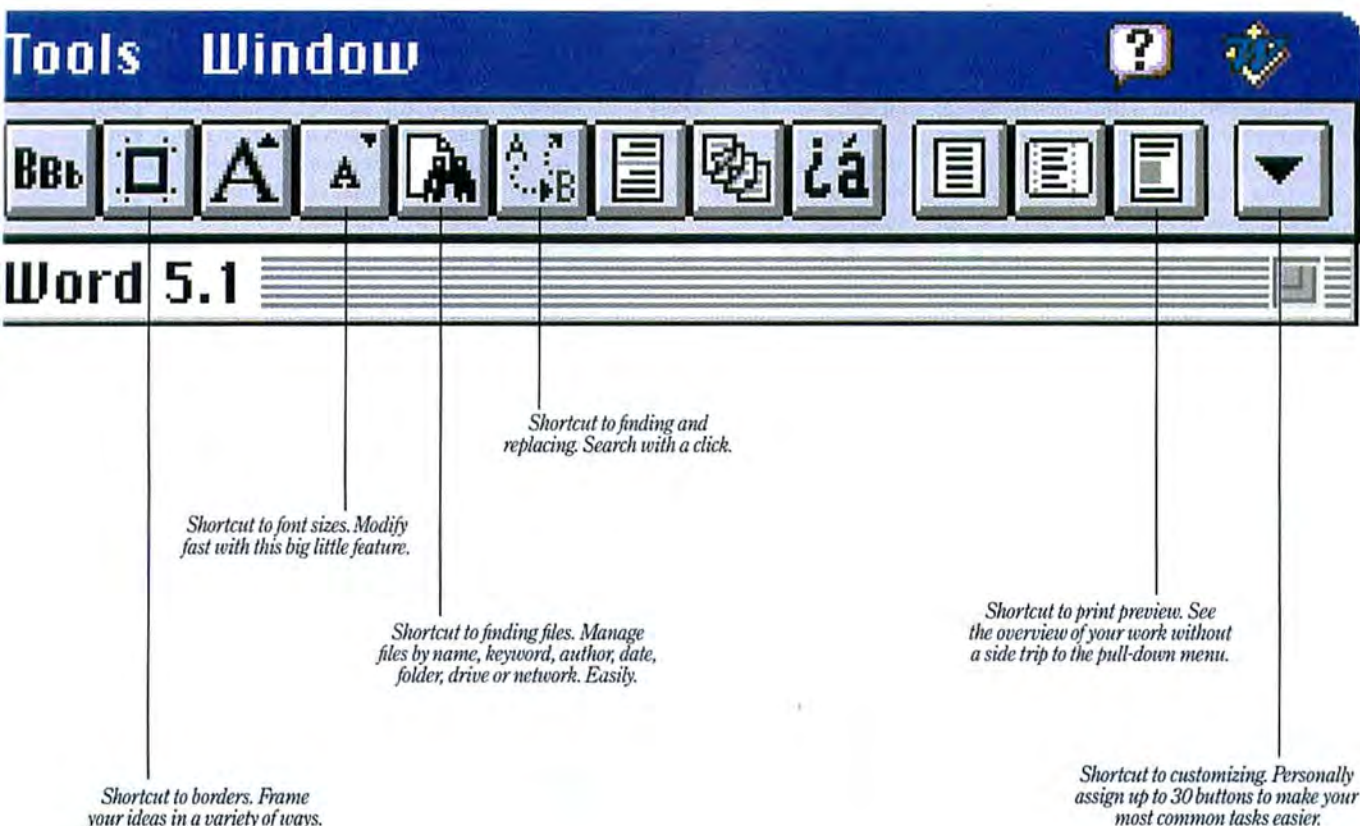 Tools Window ?
BBb A A A B ¿á
Word 5.1
Shortcut to finding and
replacing. Search with a click.
Shortcut to font sizes. Modify
fast with this big little feature.
Shortcut to finding files. Manage
files by name, keyword, author, date,
folder, drive or network. Easily.
Shortcut to print preview. See
the overview of your work without
a side trip to the pull-down menu.
Shortcut to borders. Frame
your ideas in a variety of ways.
Shortcut to customizing. Personally
assign up to 30 buttons to make your
most common tasks easier.